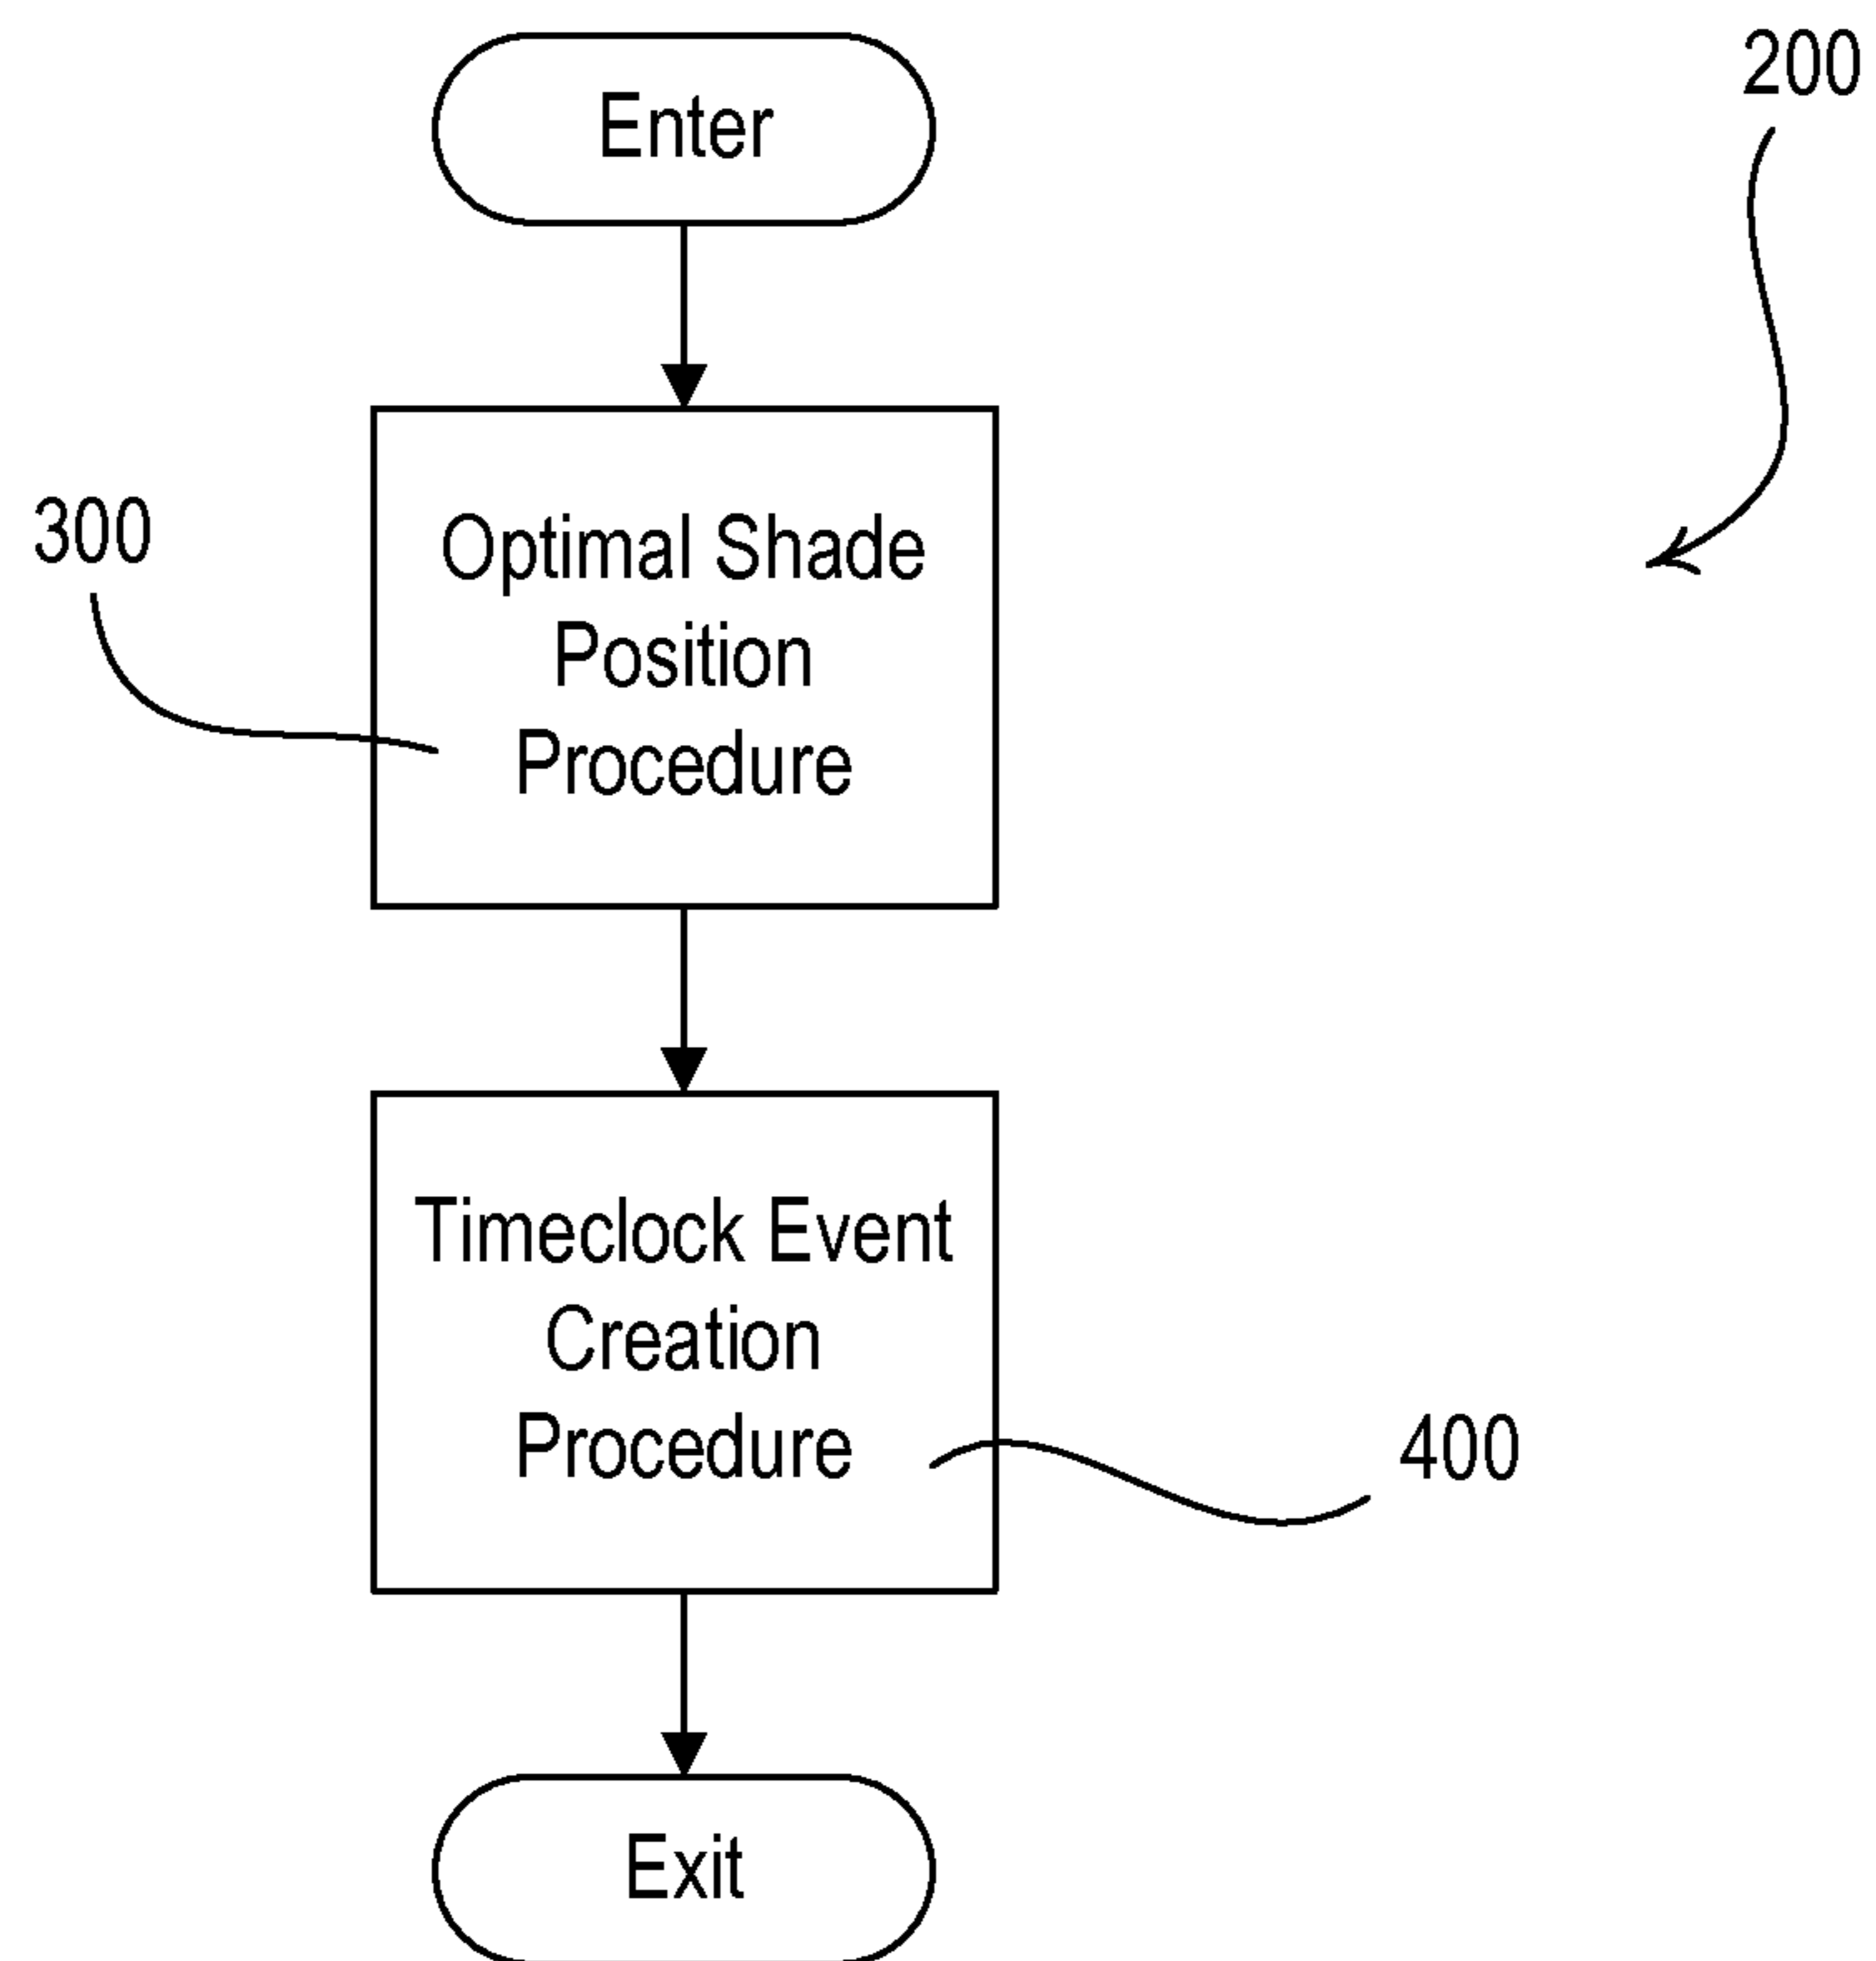 Enter
200
300
Optimal Shade
Position
Procedure
Timeclock Event
Creation
Procedure
400
Exit